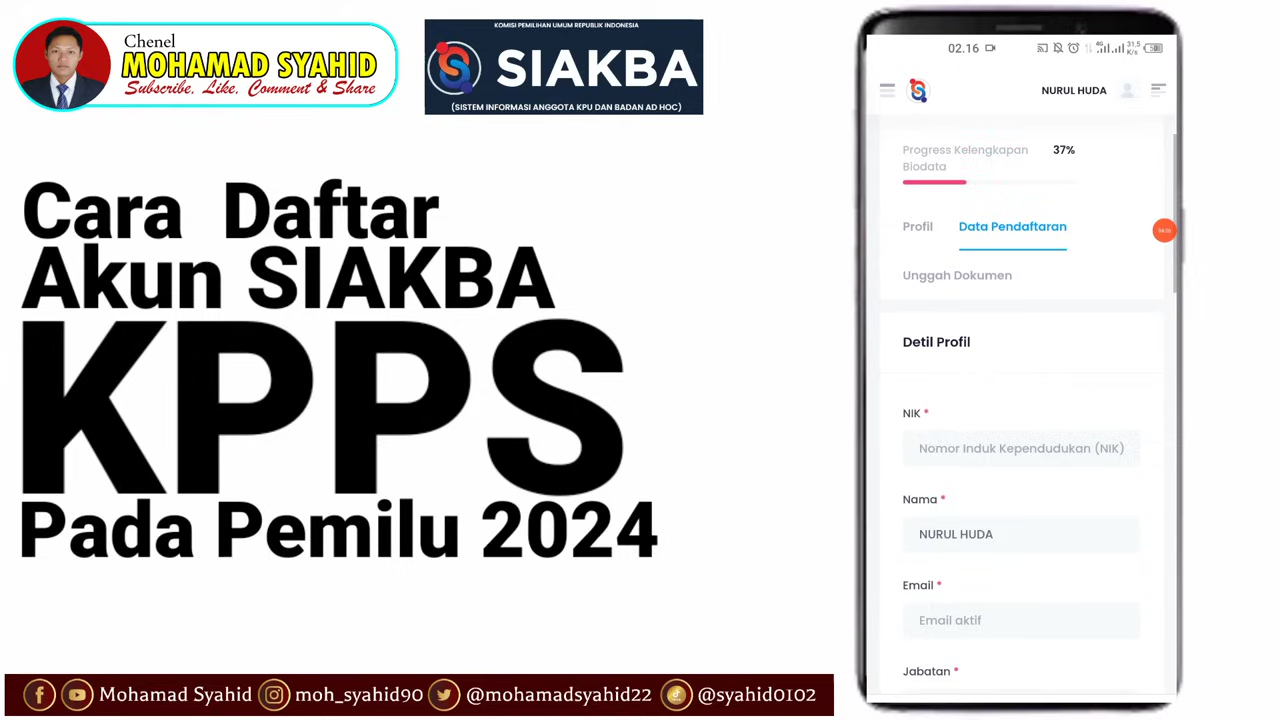 Chenel
MOHAMAD SYAHID
Subscribe, Like, Comment & Share
KOMISI PEMILIHAN UMUM REPUBLIK INDONESIA
SIAKBA
(SISTEM INFORMASI ANGGOTA KPU DAN BADAN AD HOC)
Cara Daftar
Akun SIAKBA
KPPS
Pada Pemilu 2024
Mohamad Syahid
moh_syahid90
@mohamadsyahid22
@syahid0102
02.16
4G
31,5
K/s
NURUL HUDA
Progress Kelengkapan
Biodata
37%
Profil
Data Pendaftaran
Unggah Dokumen
Detil Profil
NIK *
Nomor Induk Kependudukan (NIK)
Nama *
NURUL HUDA
Email *
Email aktif
Jabatan *